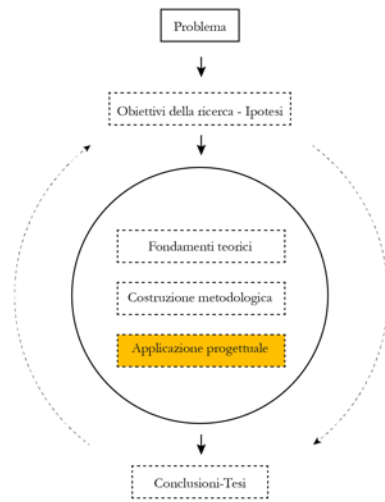 Problema
Obiettivi della ricerca - Ipotesi
Fondamenti teorici
Costruzione metodologica
Applicazione progettuale
Conclusioni-Tesi